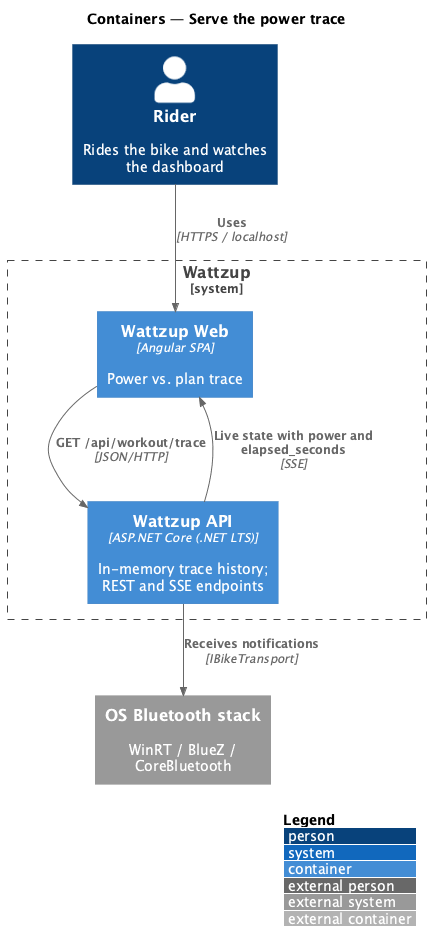 Containers — Serve the power trace
Rider
Rides the bike and watches
the dashboard
Uses
[HTTPS / localhost]
Wattzup
[system]
Wattzup Web
[Angular SPA]
Power vs. plan trace
GET /api/workout/trace
[JSON/HTTP]
Live state with power and
elapsed_seconds
[SSE]
Wattzup API
[ASP.NET Core (.NET LTS)]
In-memory trace history;
REST and SSE endpoints
Receives notifications
[IBikeTransport]
OS Bluetooth stack
WinRT / BlueZ /
CoreBluetooth
Legend
person
system
container
external person
external system
external container